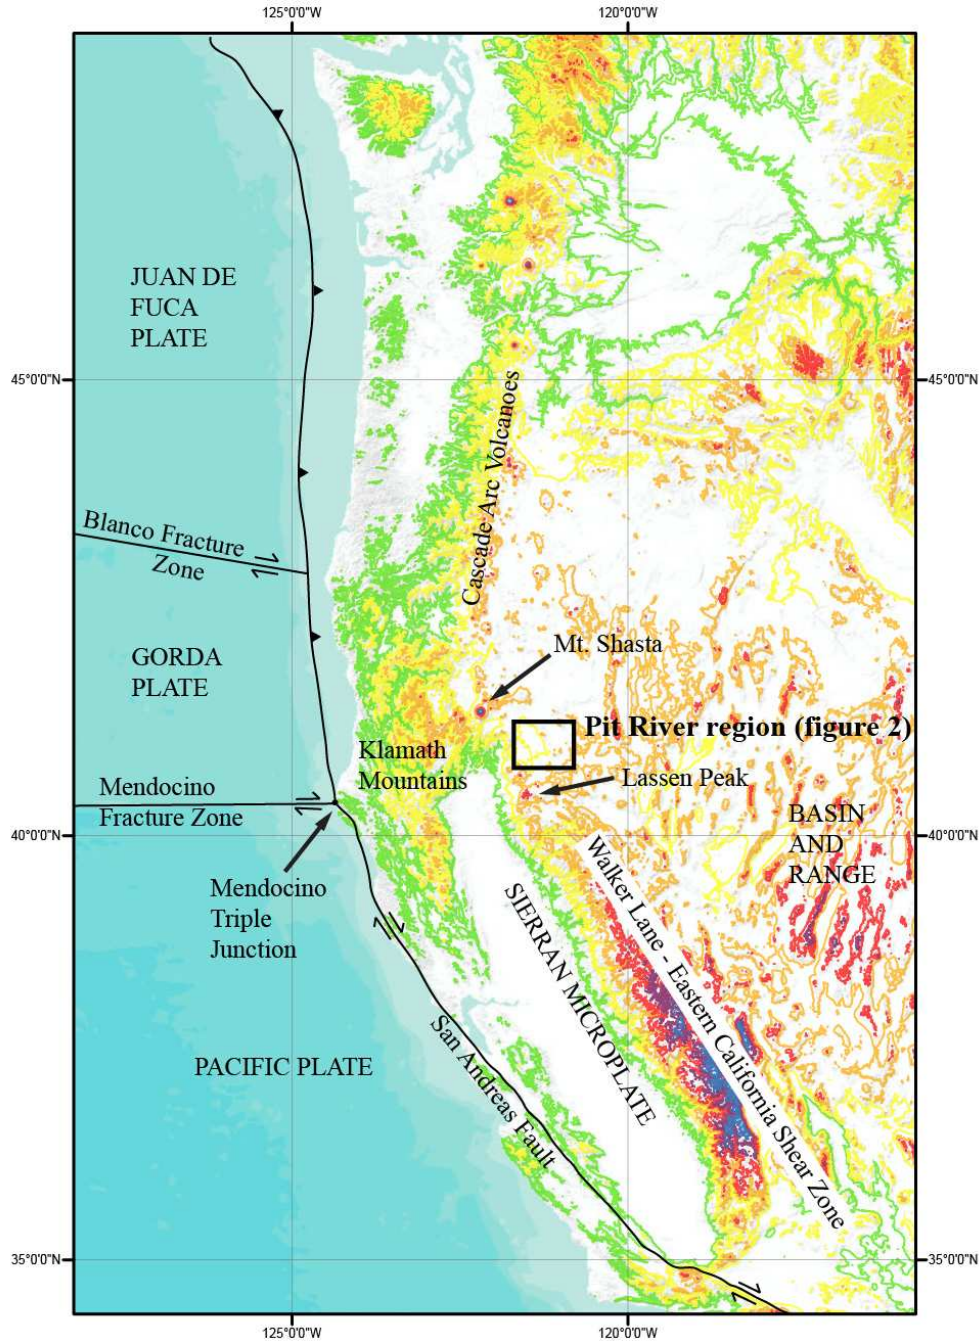 125°0'0"W
120°0'0"W
JUAN DE
FUCA
PLATE
45°0'0"N
45°0'0"N
Cascade Arc Volcanoes
Blanco Fracture
Zone
Mt. Shasta
GORDA
PLATE
Pit River region (figure 2)
Klamath
Mountains
Lassen Peak
Mendocino
Fracture Zone
BASIN
AND
RANGE
40°0'0"N
40°0'0"N
Mendocino
Triple
Junction
Walker Lane - Eastern California Shear Zone
SIERRAN MICROPLATE
San Andreas Fault
PACIFIC PLATE
35°0'0"N
35°0'0"N
125°0'0"W
120°0'0"W